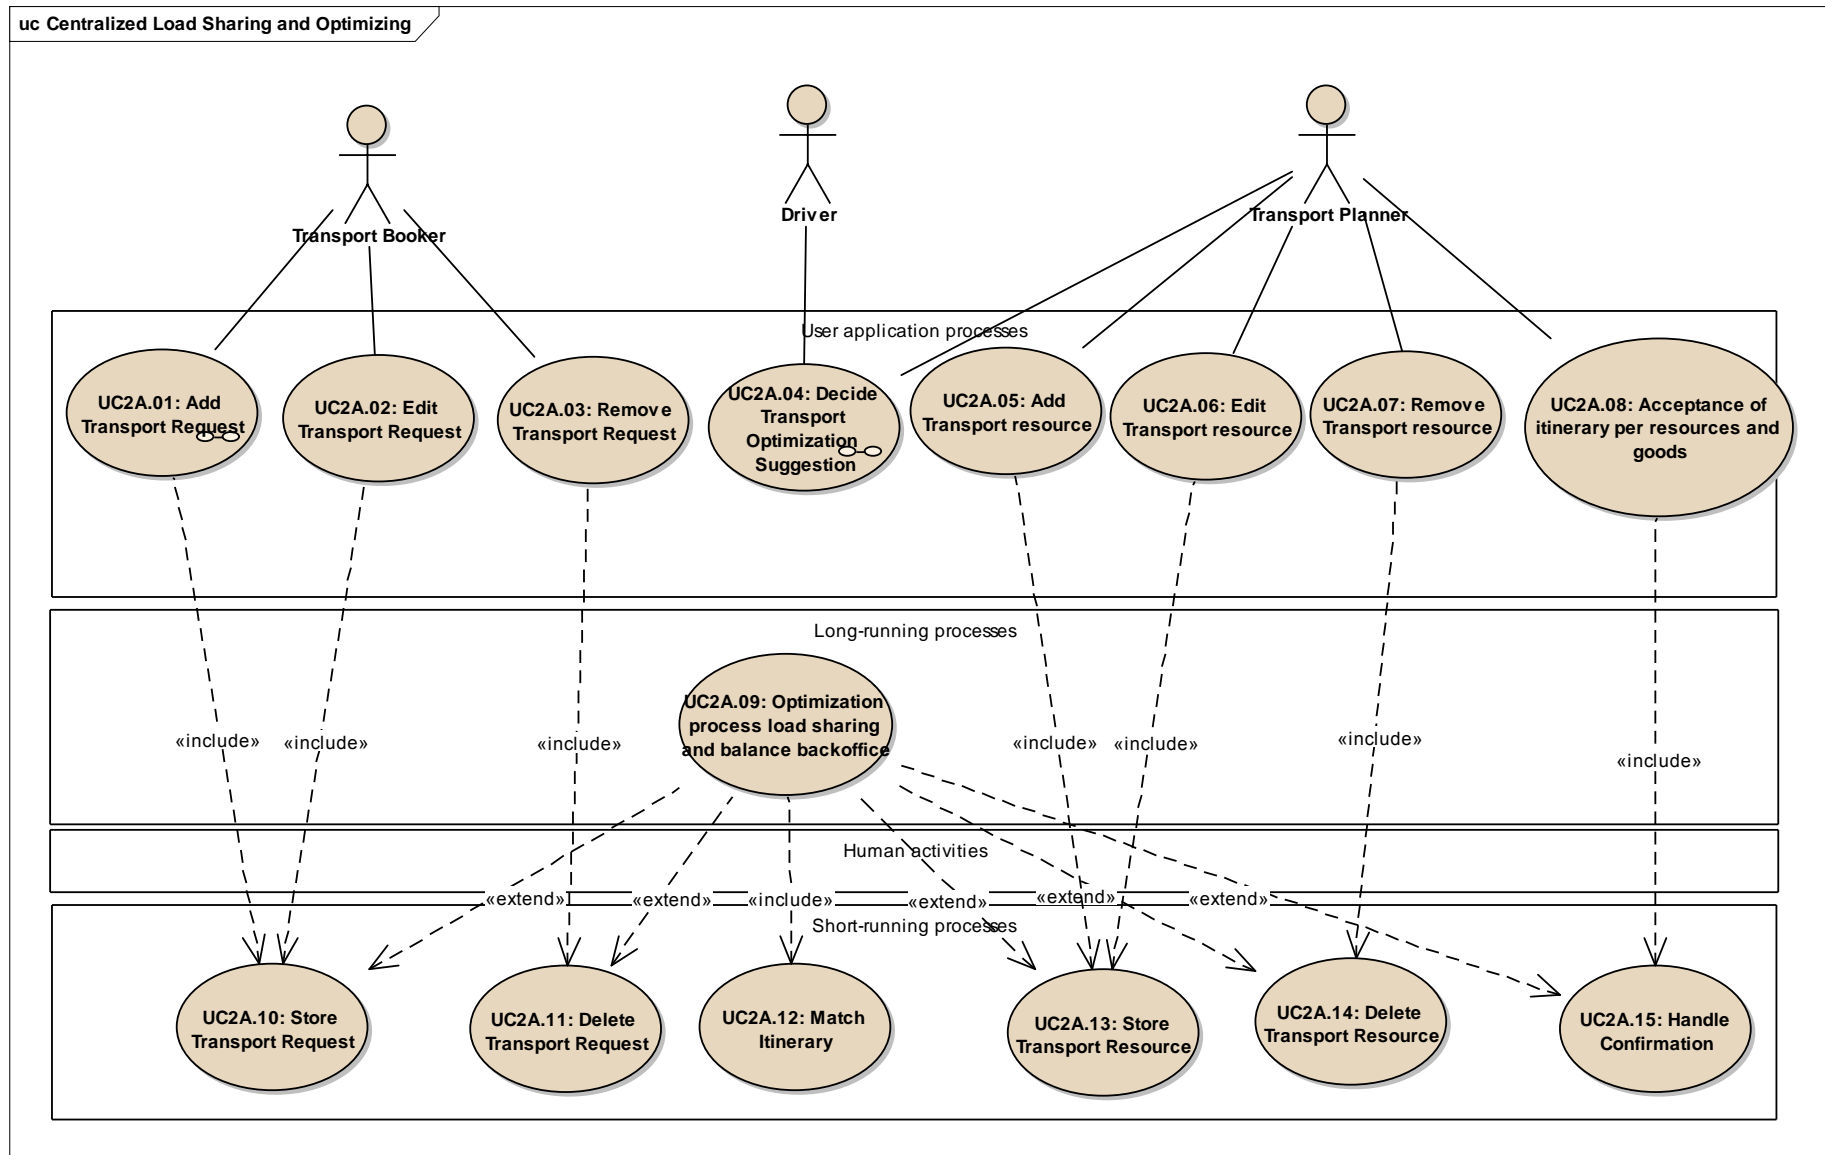 uc Centralized Load Sharing and Optimizing
Transport Booker
Driver
Transport Planner
User application processes
UC2A.01: Add
Transport Request
UC2A.02: Edit
Transport Request
UC2A.03: Remove
Transport Request
UC2A.04: Decide
Transport
Optimization
Suggestion
UC2A.05: Add
Transport resource
UC2A.06: Edit
Transport resource
UC2A.07: Remove
Transport resource
UC2A.08: Acceptance of
itinerary per resources and
goods
Long-running processes
UC2A.09: Optimization
process load sharing
and balance backoffice
«include»
«include»
«include»
«include»
«include»
«include»
«include»
Human activities
«extend»
«extend»
«include»
«extend»
«extend»
«extend»
Short-running processes
UC2A.10: Store
Transport Request
UC2A.11: Delete
Transport Request
UC2A.12: Match
Itinerary
UC2A.13: Store
Transport Resource
UC2A.14: Delete
Transport Resource
UC2A.15: Handle
Confirmation